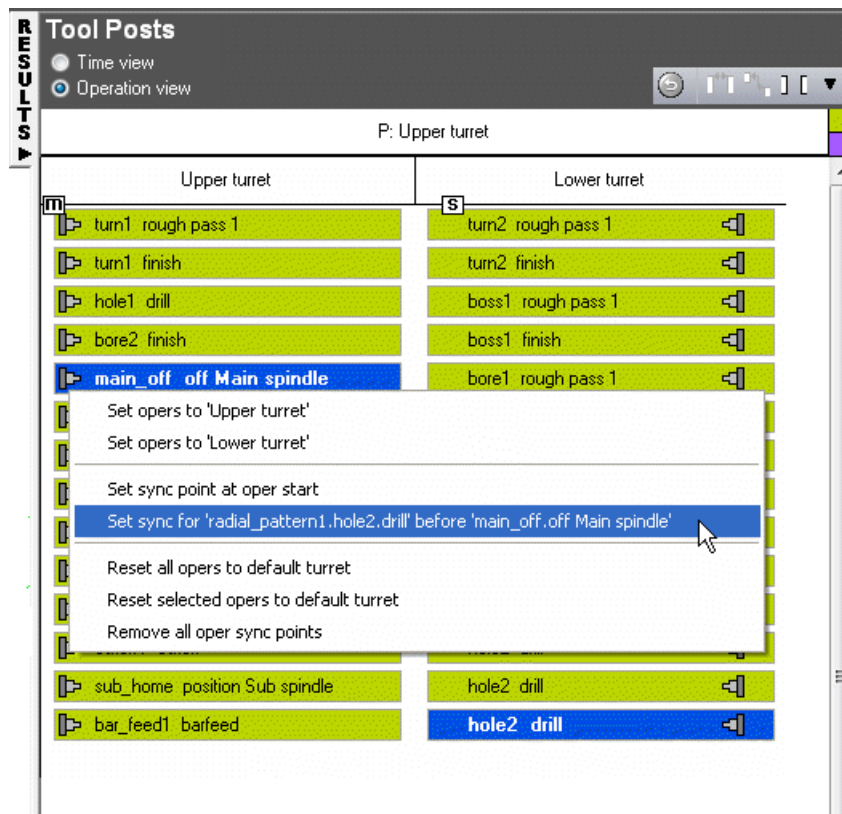 RESULTS
Tool Posts
Time view
Operation view
P: Upper turret
Upper turret
Lower turret
m
s
turn1 rough pass 1
turn2 rough pass 1
turn1 finish
turn2 finish
hole1 drill
boss1 rough pass 1
bore2 finish
boss1 finish
main_off off Main spindle
bore1 rough pass 1
Set opers to 'Upper turret'
Set opers to 'Lower turret'
Set sync point at oper start
Set sync for 'radial_pattern1.hole2.drill' before 'main_off.off Main spindle'
Reset all opers to default turret
Reset selected opers to default turret
Remove all oper sync points
sub_home position Sub spindle
hole2 drill
bar_feed1 barfeed
hole2 drill